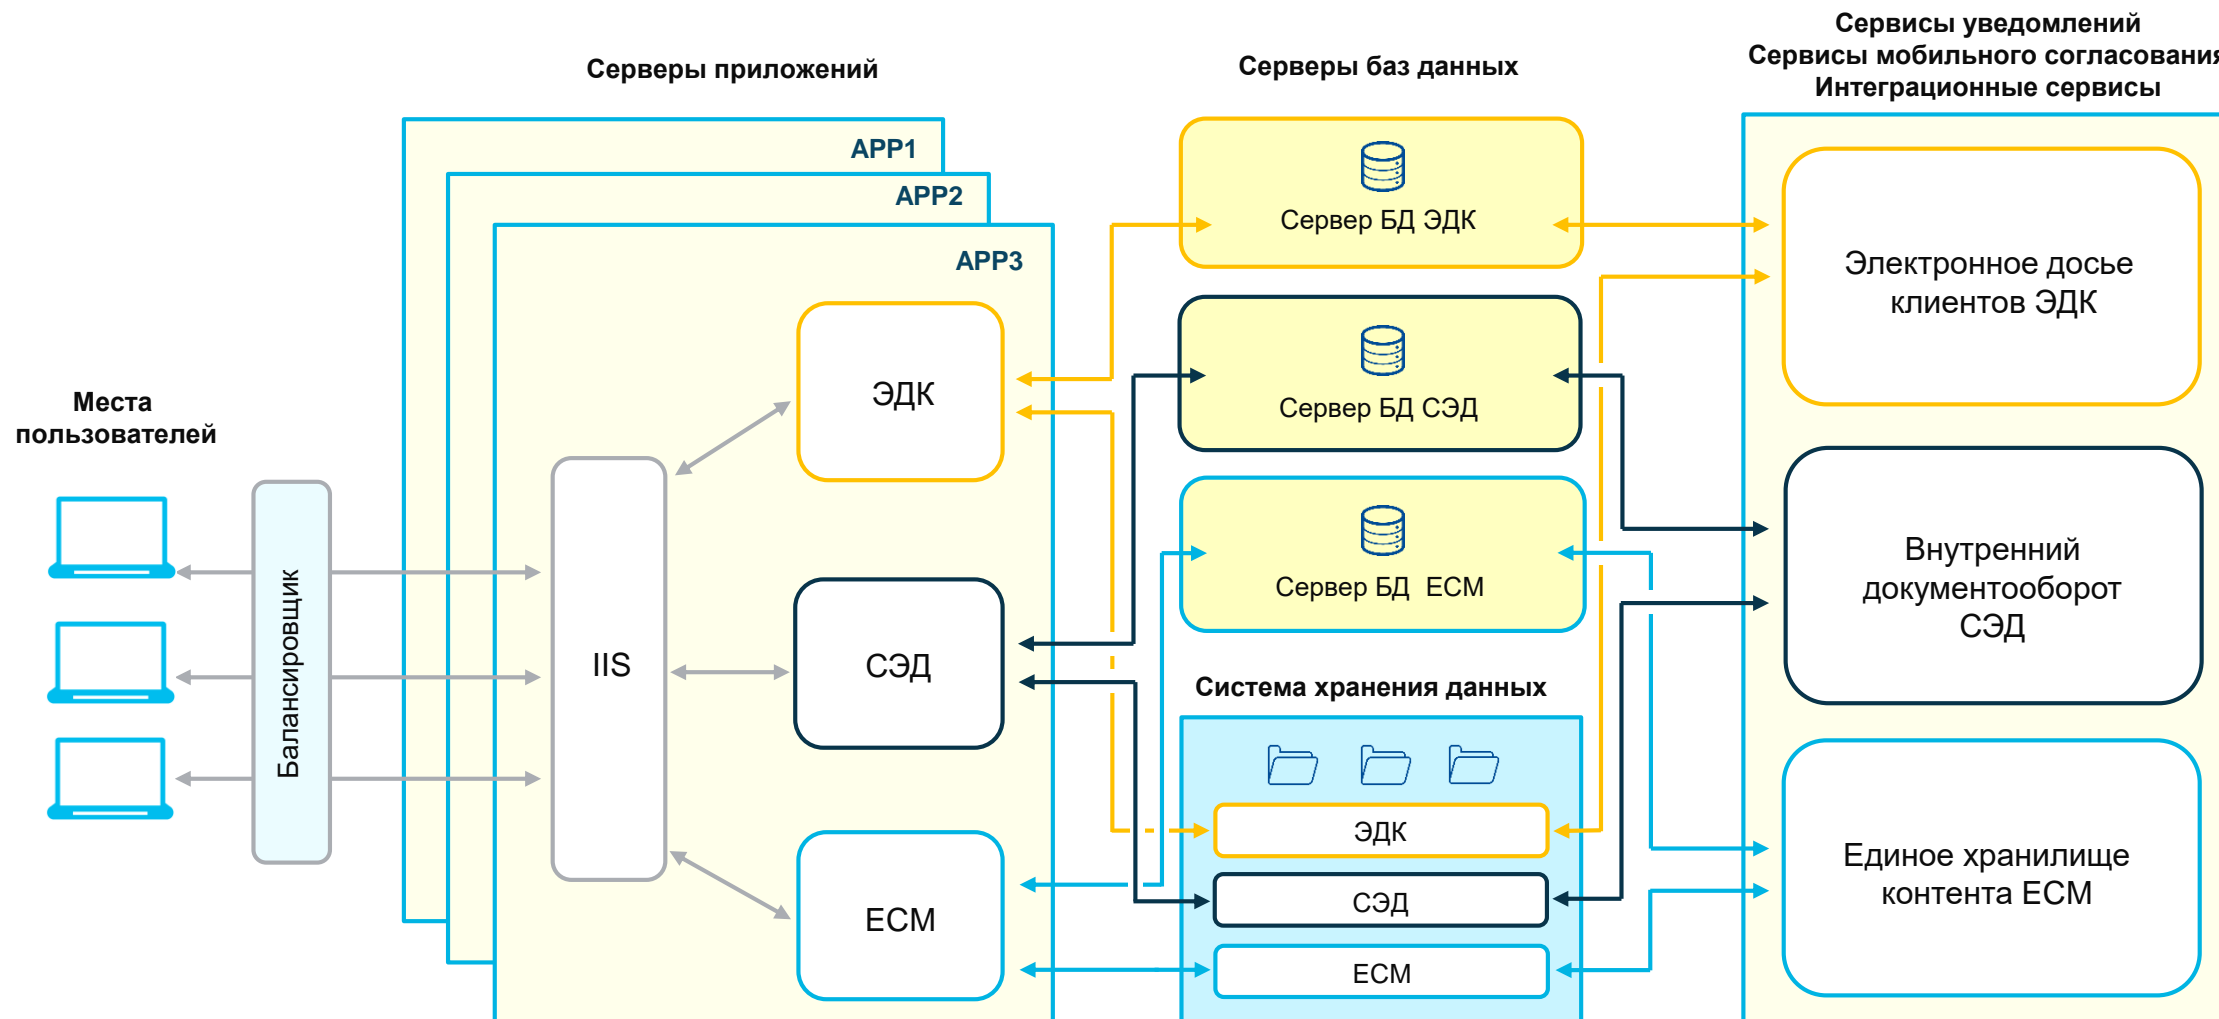 Серверы приложений
Серверы баз данных
Сервисы уведомлений
Сервисы мобильного согласования
Интеграционные сервисы
Места
пользователей
Балансировщик
APP1
APP2
APP3
IIS
ЭДК
СЭД
ECM
Сервер БД ЭДК
Сервер БД СЭД
Сервер БД ECM
Система хранения данных
ЭДК
СЭД
ECM
Электронное досье
клиентов ЭДК
Внутренний
документооборот
СЭД
Единое хранилище
контента ECM